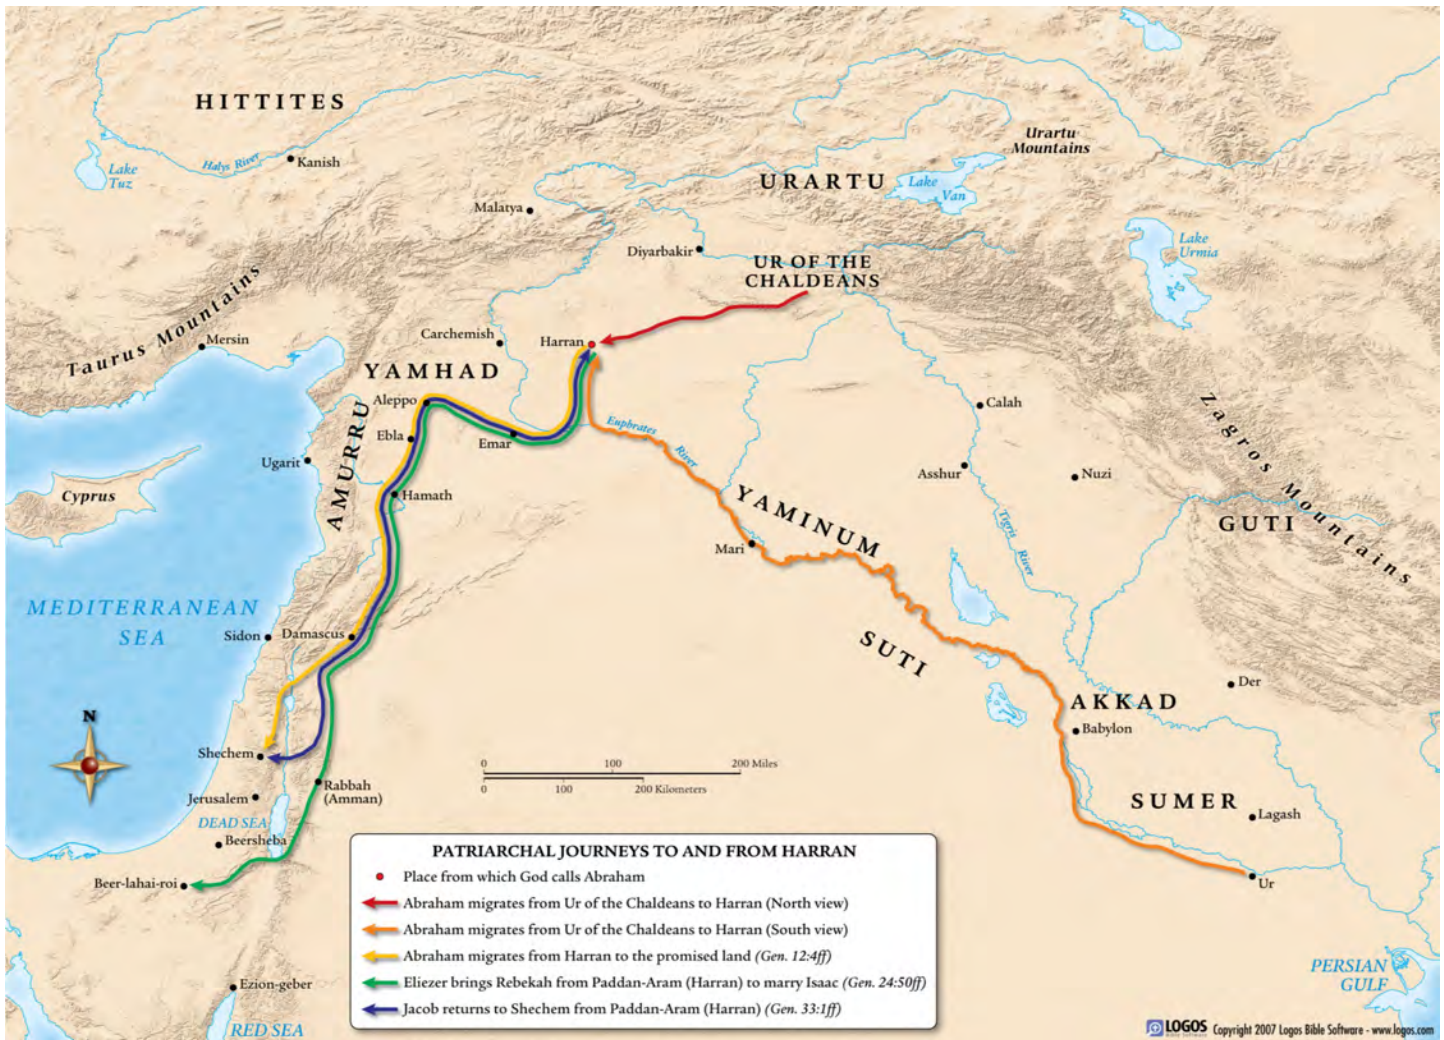 HITTITES
Lake
Tuz
Halys River
Kanish
Urartu
Mountains
URARTU
Lake
Van
Malatya
Diyarbakir
Lake
Urmia
UR OF THE
CHALDEANS
Taurus Mountains
Mersin
Carchemish
Harran
YAMHAD
Aleppo
Calah
Zagros Mountains
AMURRU
Ebla
Emar
Euphrates
River
Ugarit
Asshur
Nuzi
Cyprus
Hamath
YAMINUM
Tigris
River
GUTI
Mari
MEDITERRANEAN
SEA
Sidon
Damascus
SUTI
Der
AKKAD
N
Babylon
Shechem
0 100 200 Miles
0 100 200 Kilometers
Rabbah
(Amman)
Jerusalem
SUMER
Lagash
DEAD SEA
Beersheba
Beer-lahai-roi
Ur
PATRIARCHAL JOURNEYS TO AND FROM HARRAN
Place from which God calls Abraham
Abraham migrates from Ur of the Chaldeans to Harran (North view)
Abraham migrates from Ur of the Chaldeans to Harran (South view)
Abraham migrates from Harran to the promised land (Gen. 12:4ff)
Eliezer brings Rebekah from Paddan-Aram (Harran) to marry Isaac (Gen. 24:50ff)
Jacob returns to Shechem from Paddan-Aram (Harran) (Gen. 33:1ff)
Ezion-geber
RED SEA
PERSIAN
GULF
LOGOS Copyright 2007 Logos Bible Software - www.logos.com